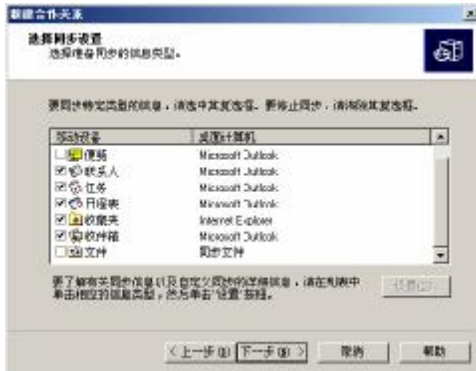 新建合作关系
选择同步设置
选择准备同步的信息类型。
要同步特定类型的信息，请选中其复选框。要停止同步，请清除其复选框。
移动设备 桌面计算机
便笺 Microsoft Outlook
联系人 Microsoft Outlook
任务 Microsoft Outlook
日程表 Microsoft Outlook
收藏夹 Internet Explorer
收件箱 Microsoft Outlook
文件 同步文件
要了解有关同步信息以及自定义同步的详细信息，请在列表中
单击相应的信息类型，然后单击“设置”按钮。
设置(S)...
<上一步(B) 下一步(N)> 取消 帮助